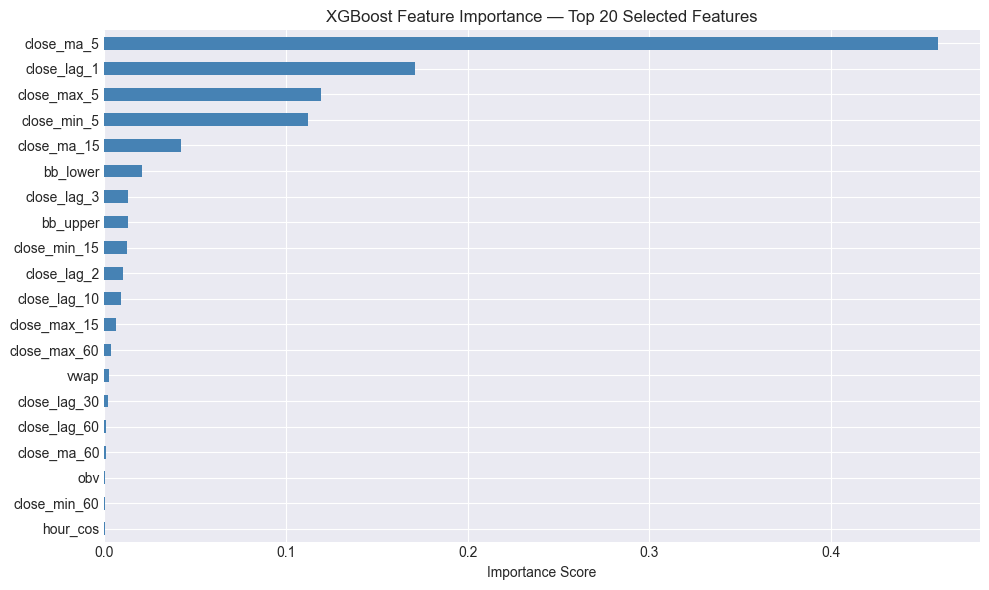 XGBoost Feature Importance — Top 20 Selected Features
close_ma_5
close_lag_1
close_max_5
close_min_5
close_ma_15
bb_lower
close_lag_3
bb_upper
close_min_15
close_lag_2
close_lag_10
close_max_15
close_max_60
vwap
close_lag_30
close_lag_60
close_ma_60
obv
close_min_60
hour_cos
0.0 0.1 0.2 0.3 0.4
Importance Score